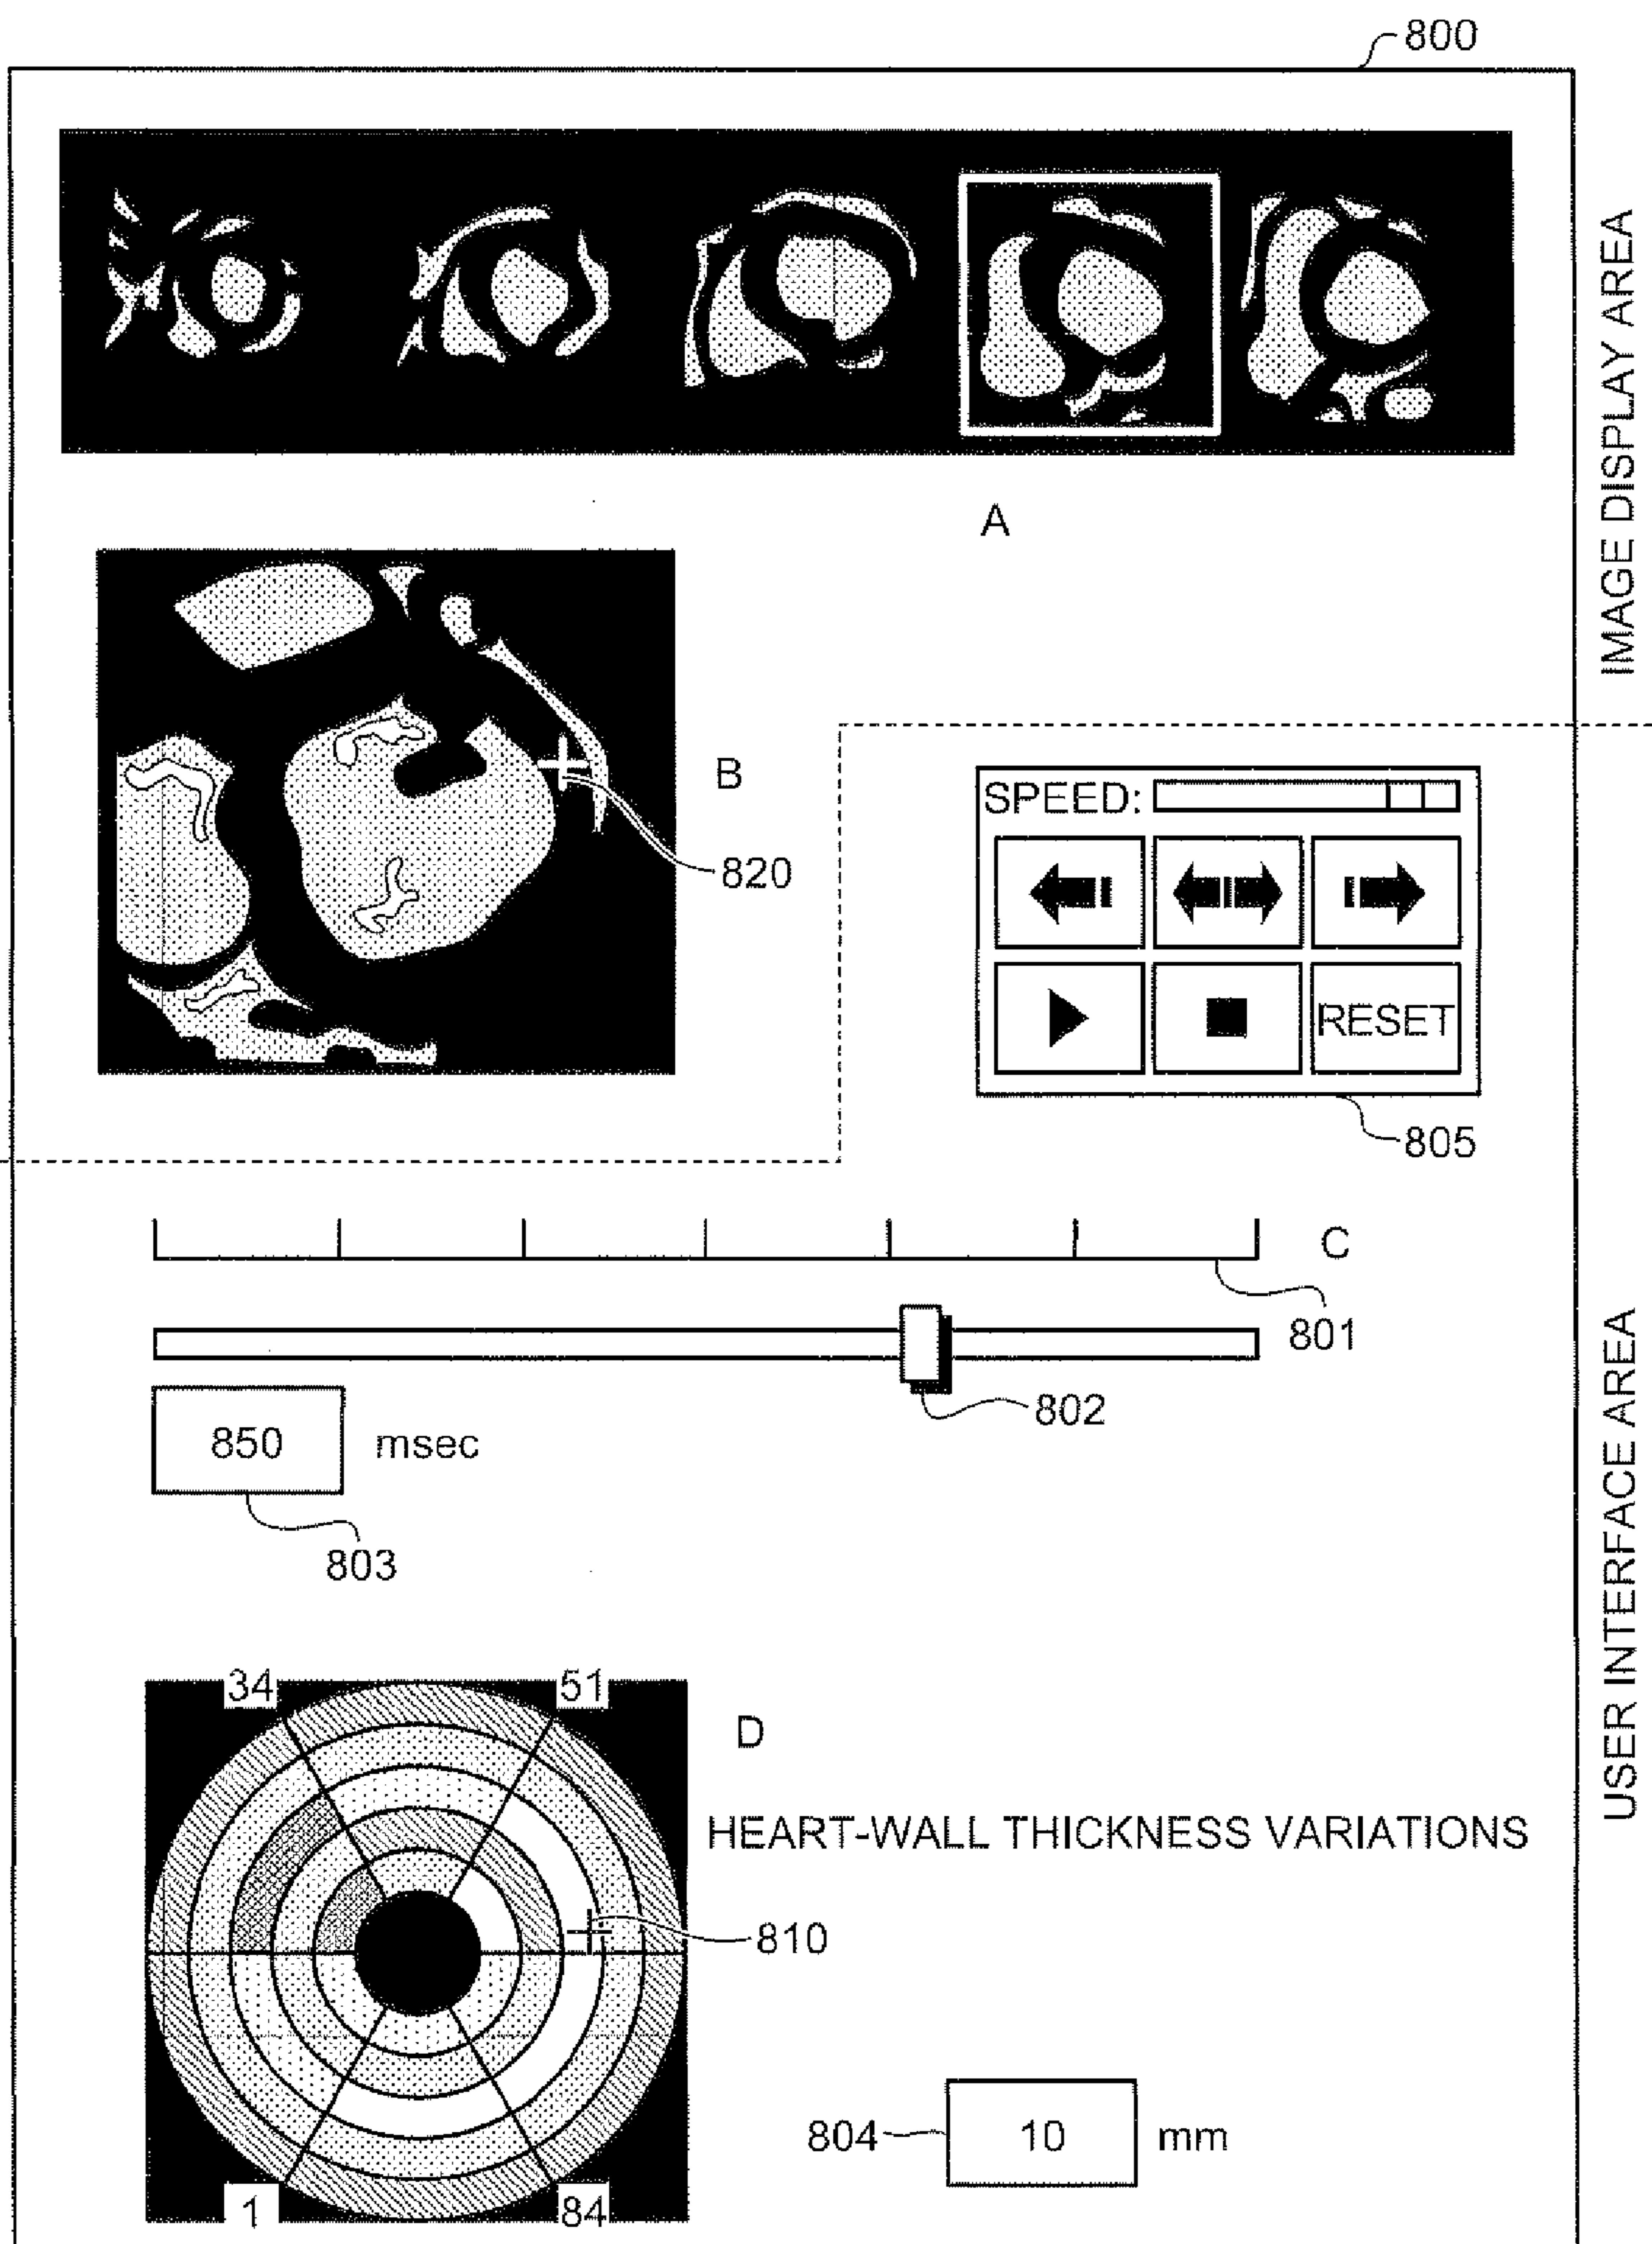 800
IMAGE DISPLAY AREA
A
B
820
SPEED:
RESET
805
C
801
802
850 msec
803
USER INTERFACE AREA
34 51
D
HEART-WALL THICKNESS VARIATIONS
810
804 10 mm
1 84